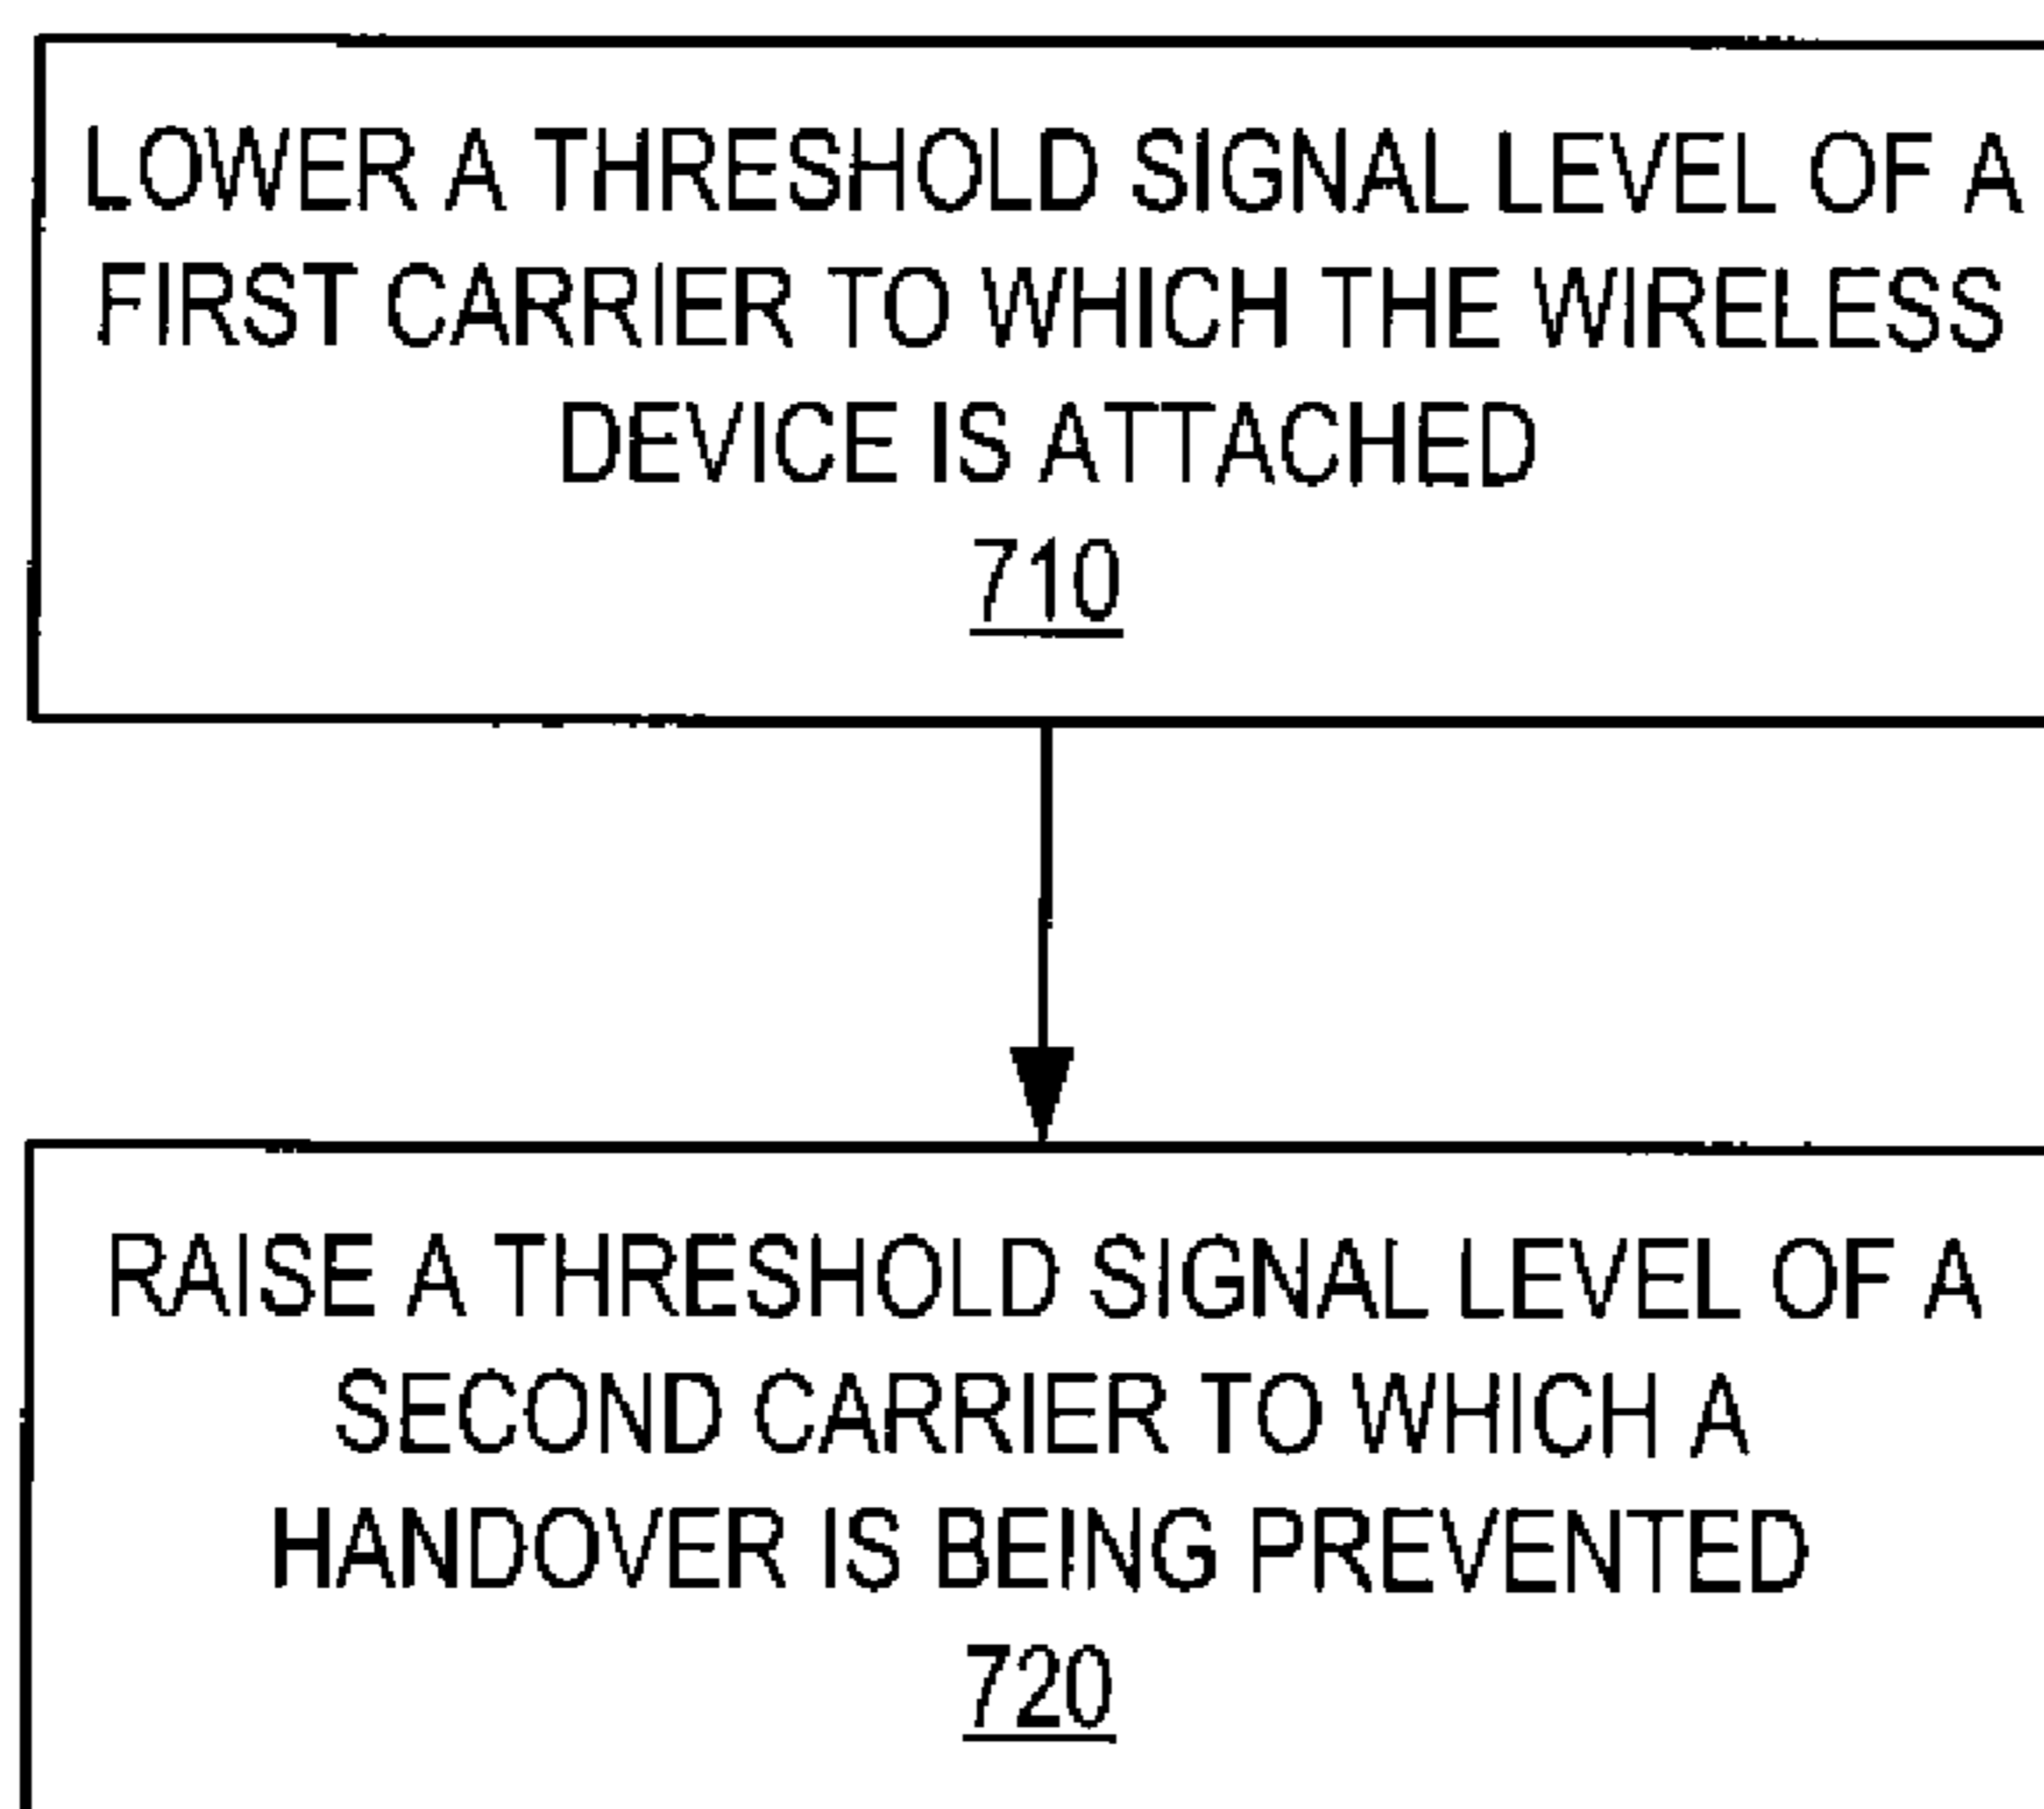 LOWER A THRESHOLD SIGNAL LEVEL OF A
FIRST CARRIER TO WHICH THE WIRELESS
DEVICE IS ATTACHED
710
RAISE A THRESHOLD SIGNAL LEVEL OF A
SECOND CARRIER TO WHICH A
HANDOVER IS BEING PREVENTED
720